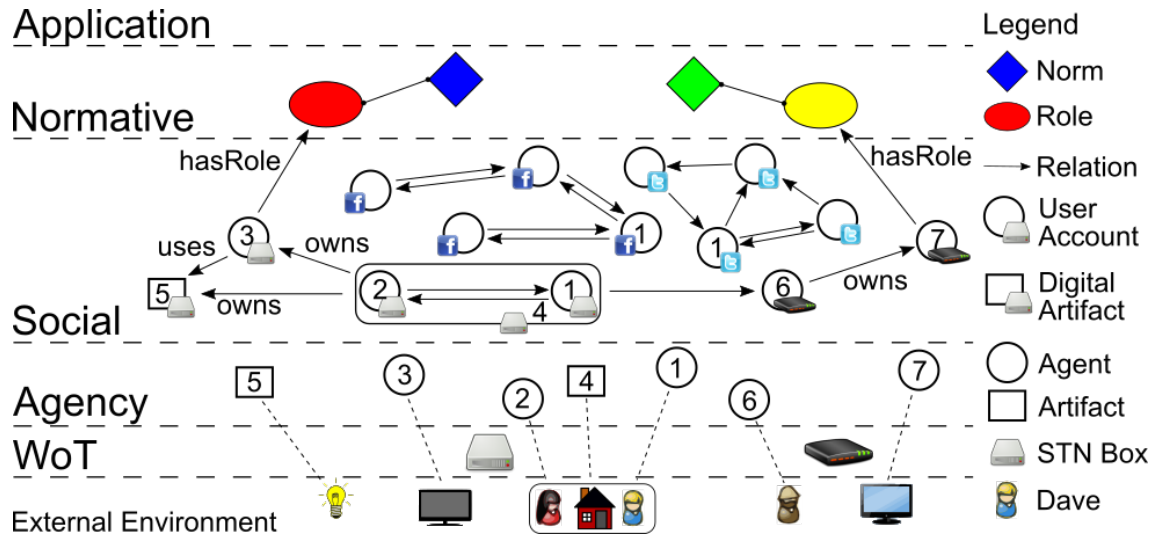 Application
Legend
Norm
Normative
Role
hasRole
hasRole
Relation
f
f
t
t
User
Account
3
uses
owns
f
f
1
1
t
t
7
5
owns
2
1
4
6
owns
Digital
Artifact
Social
5
3
2
4
1
6
7
Agent
Agency
Artifact
WoT
STN Box
External Environment
Dave